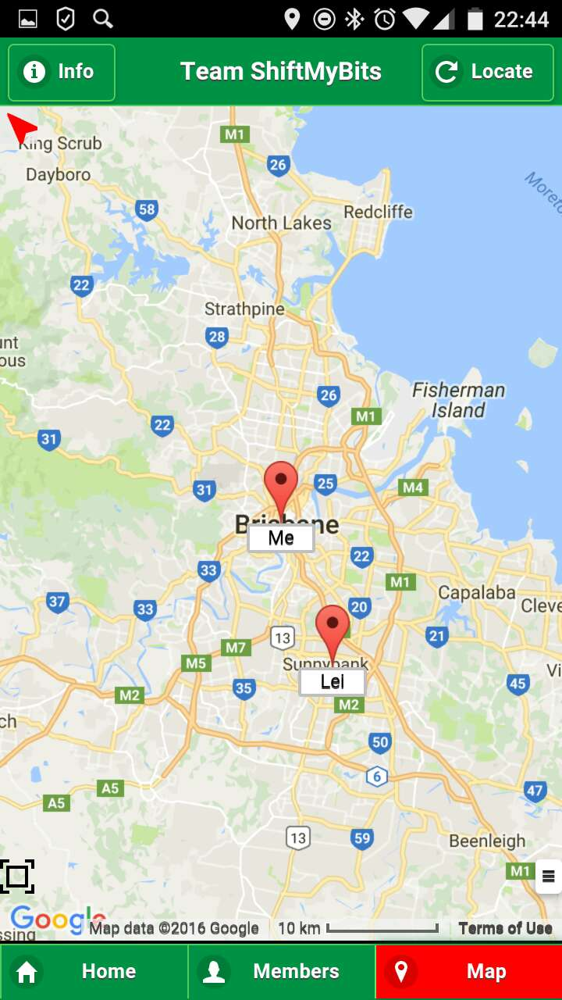 22:44
Info
Team ShiftMyBits
Locate
King Scrub
M1
Dayboro
26
Moret
58
Redcliffe
North Lakes
22
Strathpine
28
unt
ous
Fisherman
Island
26
M1
22
31
31
25
M4
Brisbane
Me
22
33
M1
37
33
20
Capalaba
Cleve
21
13
M7
M5
Sunnybank
Vi
Lel
35
45
M2
M2
ch
50
6
47
A5
A5
13
59
Beenleigh
M1
Google
ssing
Map data ©2016 Google
10 km
Terms of Use
Home
Members
Map